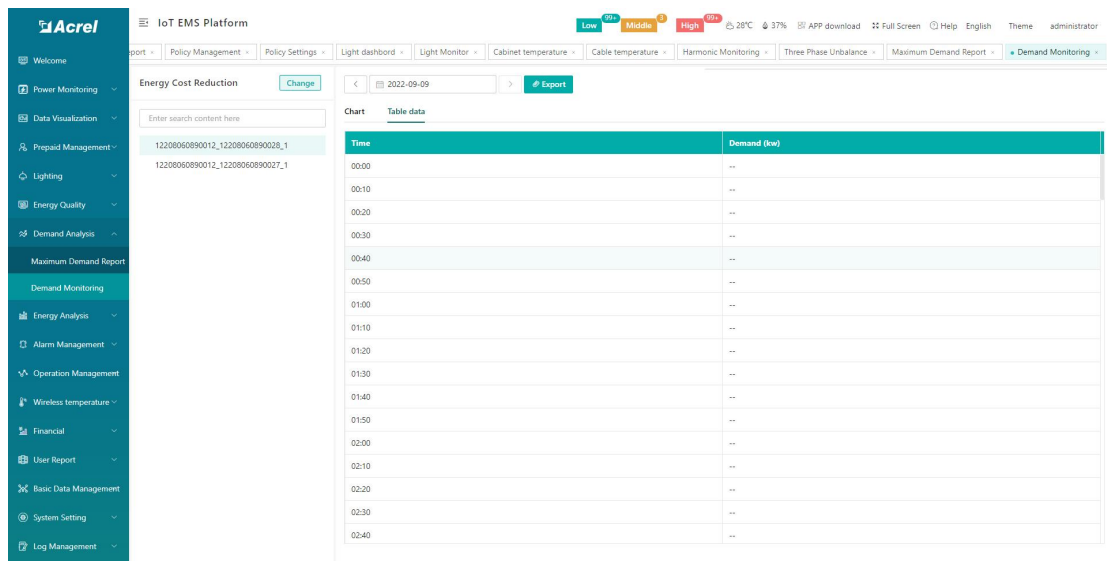 Acrel
IoT EMS Platform
Low 99+ Middle 3 High 99+ 28℃ 37% APP download Full Screen Help English Theme administrator
port × Policy Management × Policy Settings × Light dashbord × Light Monitor × Cabinet temperature × Cable temperature × Harmonic Monitoring × Three Phase Unbalance × Maximum Demand Report × Demand Monitoring ×
Welcome
Power Monitoring
Data Visualization
Prepaid Management
Lighting
Energy Quality
Demand Analysis
Maximum Demand Report
Demand Monitoring
Energy Analysis
Alarm Management
Operation Management
Wireless temperature
Financial
User Report
Basic Data Management
System Setting
Log Management
Energy Cost Reduction Change
Enter search content here
12208060890012_12208060890028_1
12208060890012_12208060890027_1
< 2022-09-09 > Export
Chart Table data
Time Demand (kw)
00:00 --
00:10 --
00:20 --
00:30 --
00:40 --
00:50 --
01:00 --
01:10 --
01:20 --
01:30 --
01:40 --
01:50 --
02:00 --
02:10 --
02:20 --
02:30 --
02:40 --